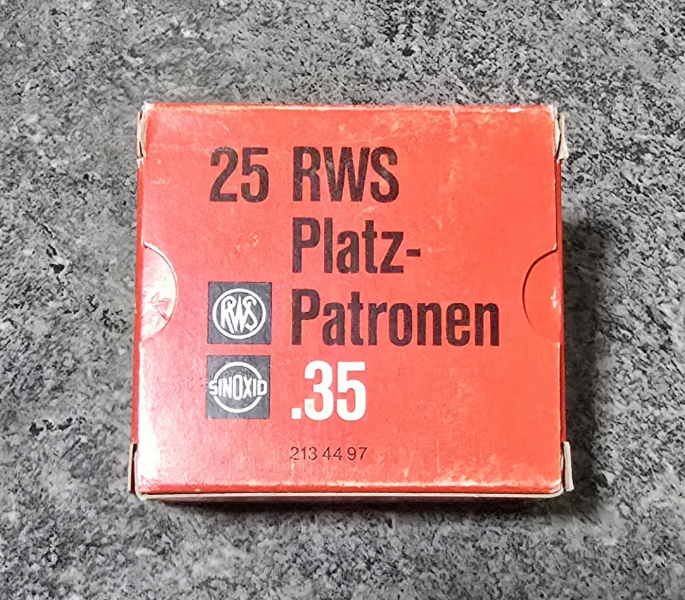 25 RWS
Platz-
RWS Patronen
SINOXID .35
213 44 97